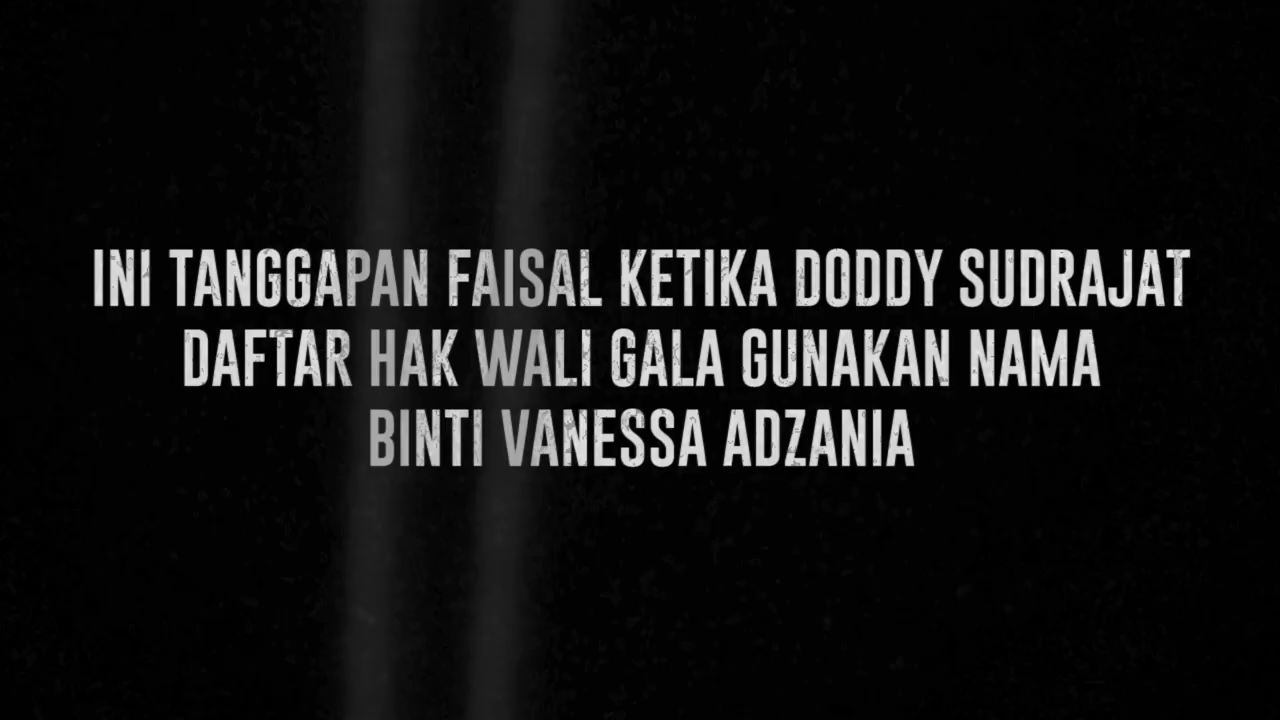 INI TANGGAPAN FAISAL KETIKA DODDY SUDRAJAT
DAFTAR HAK WALI GALA GUNAKAN NAMA
BINTI VANESSA ADZANIA